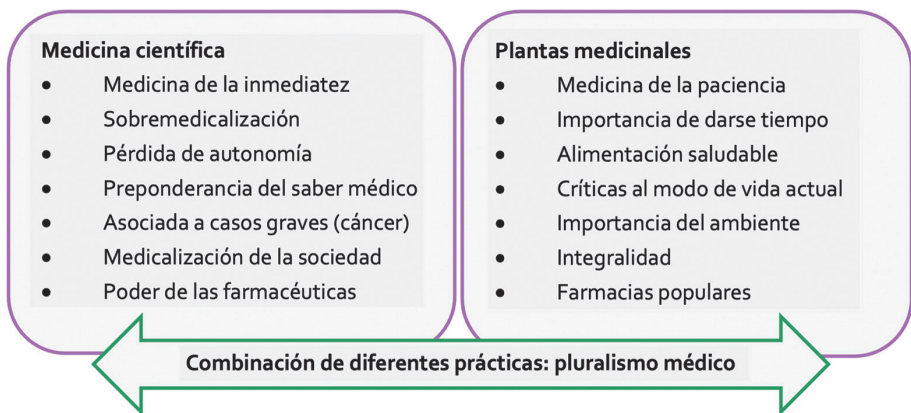 Medicina científica
• Medicina de la inmediatez
• Sobremedicalización
• Pérdida de autonomía
• Preponderancia del saber médico
• Asociada a casos graves (cáncer)
• Medicalización de la sociedad
• Poder de las farmacéuticas
Plantas medicinales
• Medicina de la paciencia
• Importancia de darse tiempo
• Alimentación saludable
• Críticas al modo de vida actual
• Importancia del ambiente
• Integralidad
• Farmacias populares
Combinación de diferentes prácticas: pluralismo médico